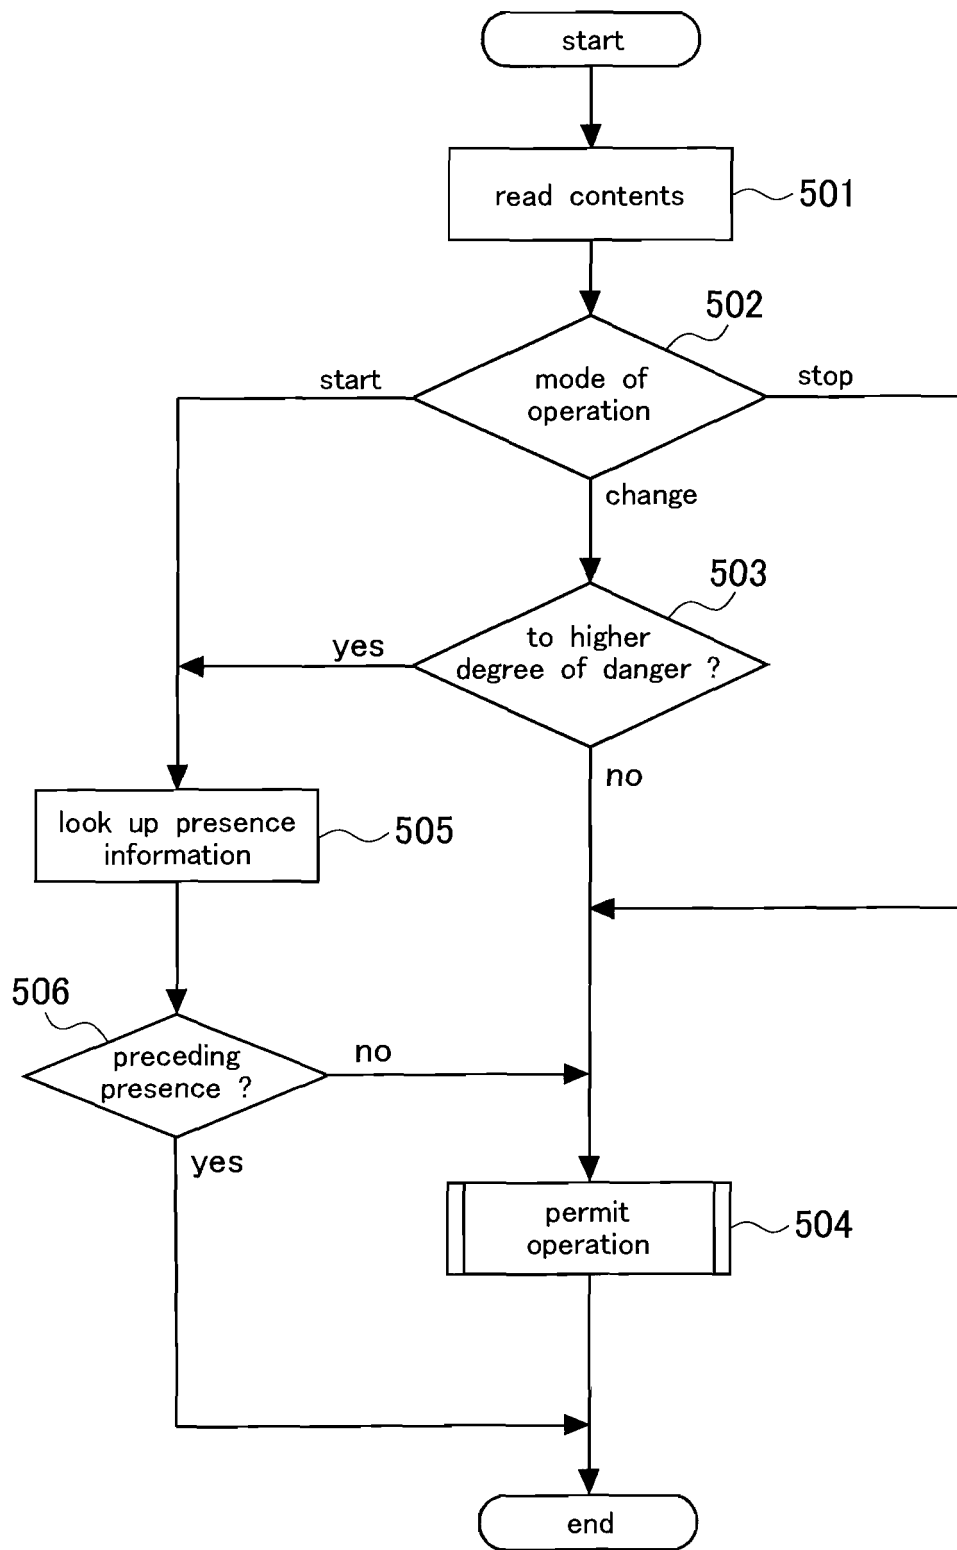 start
read contents
501
502
start
mode of
operation
stop
change
503
yes
to higher
degree of danger ?
no
look up presence
information
505
506
preceding
presence ?
no
yes
permit
operation
504
end